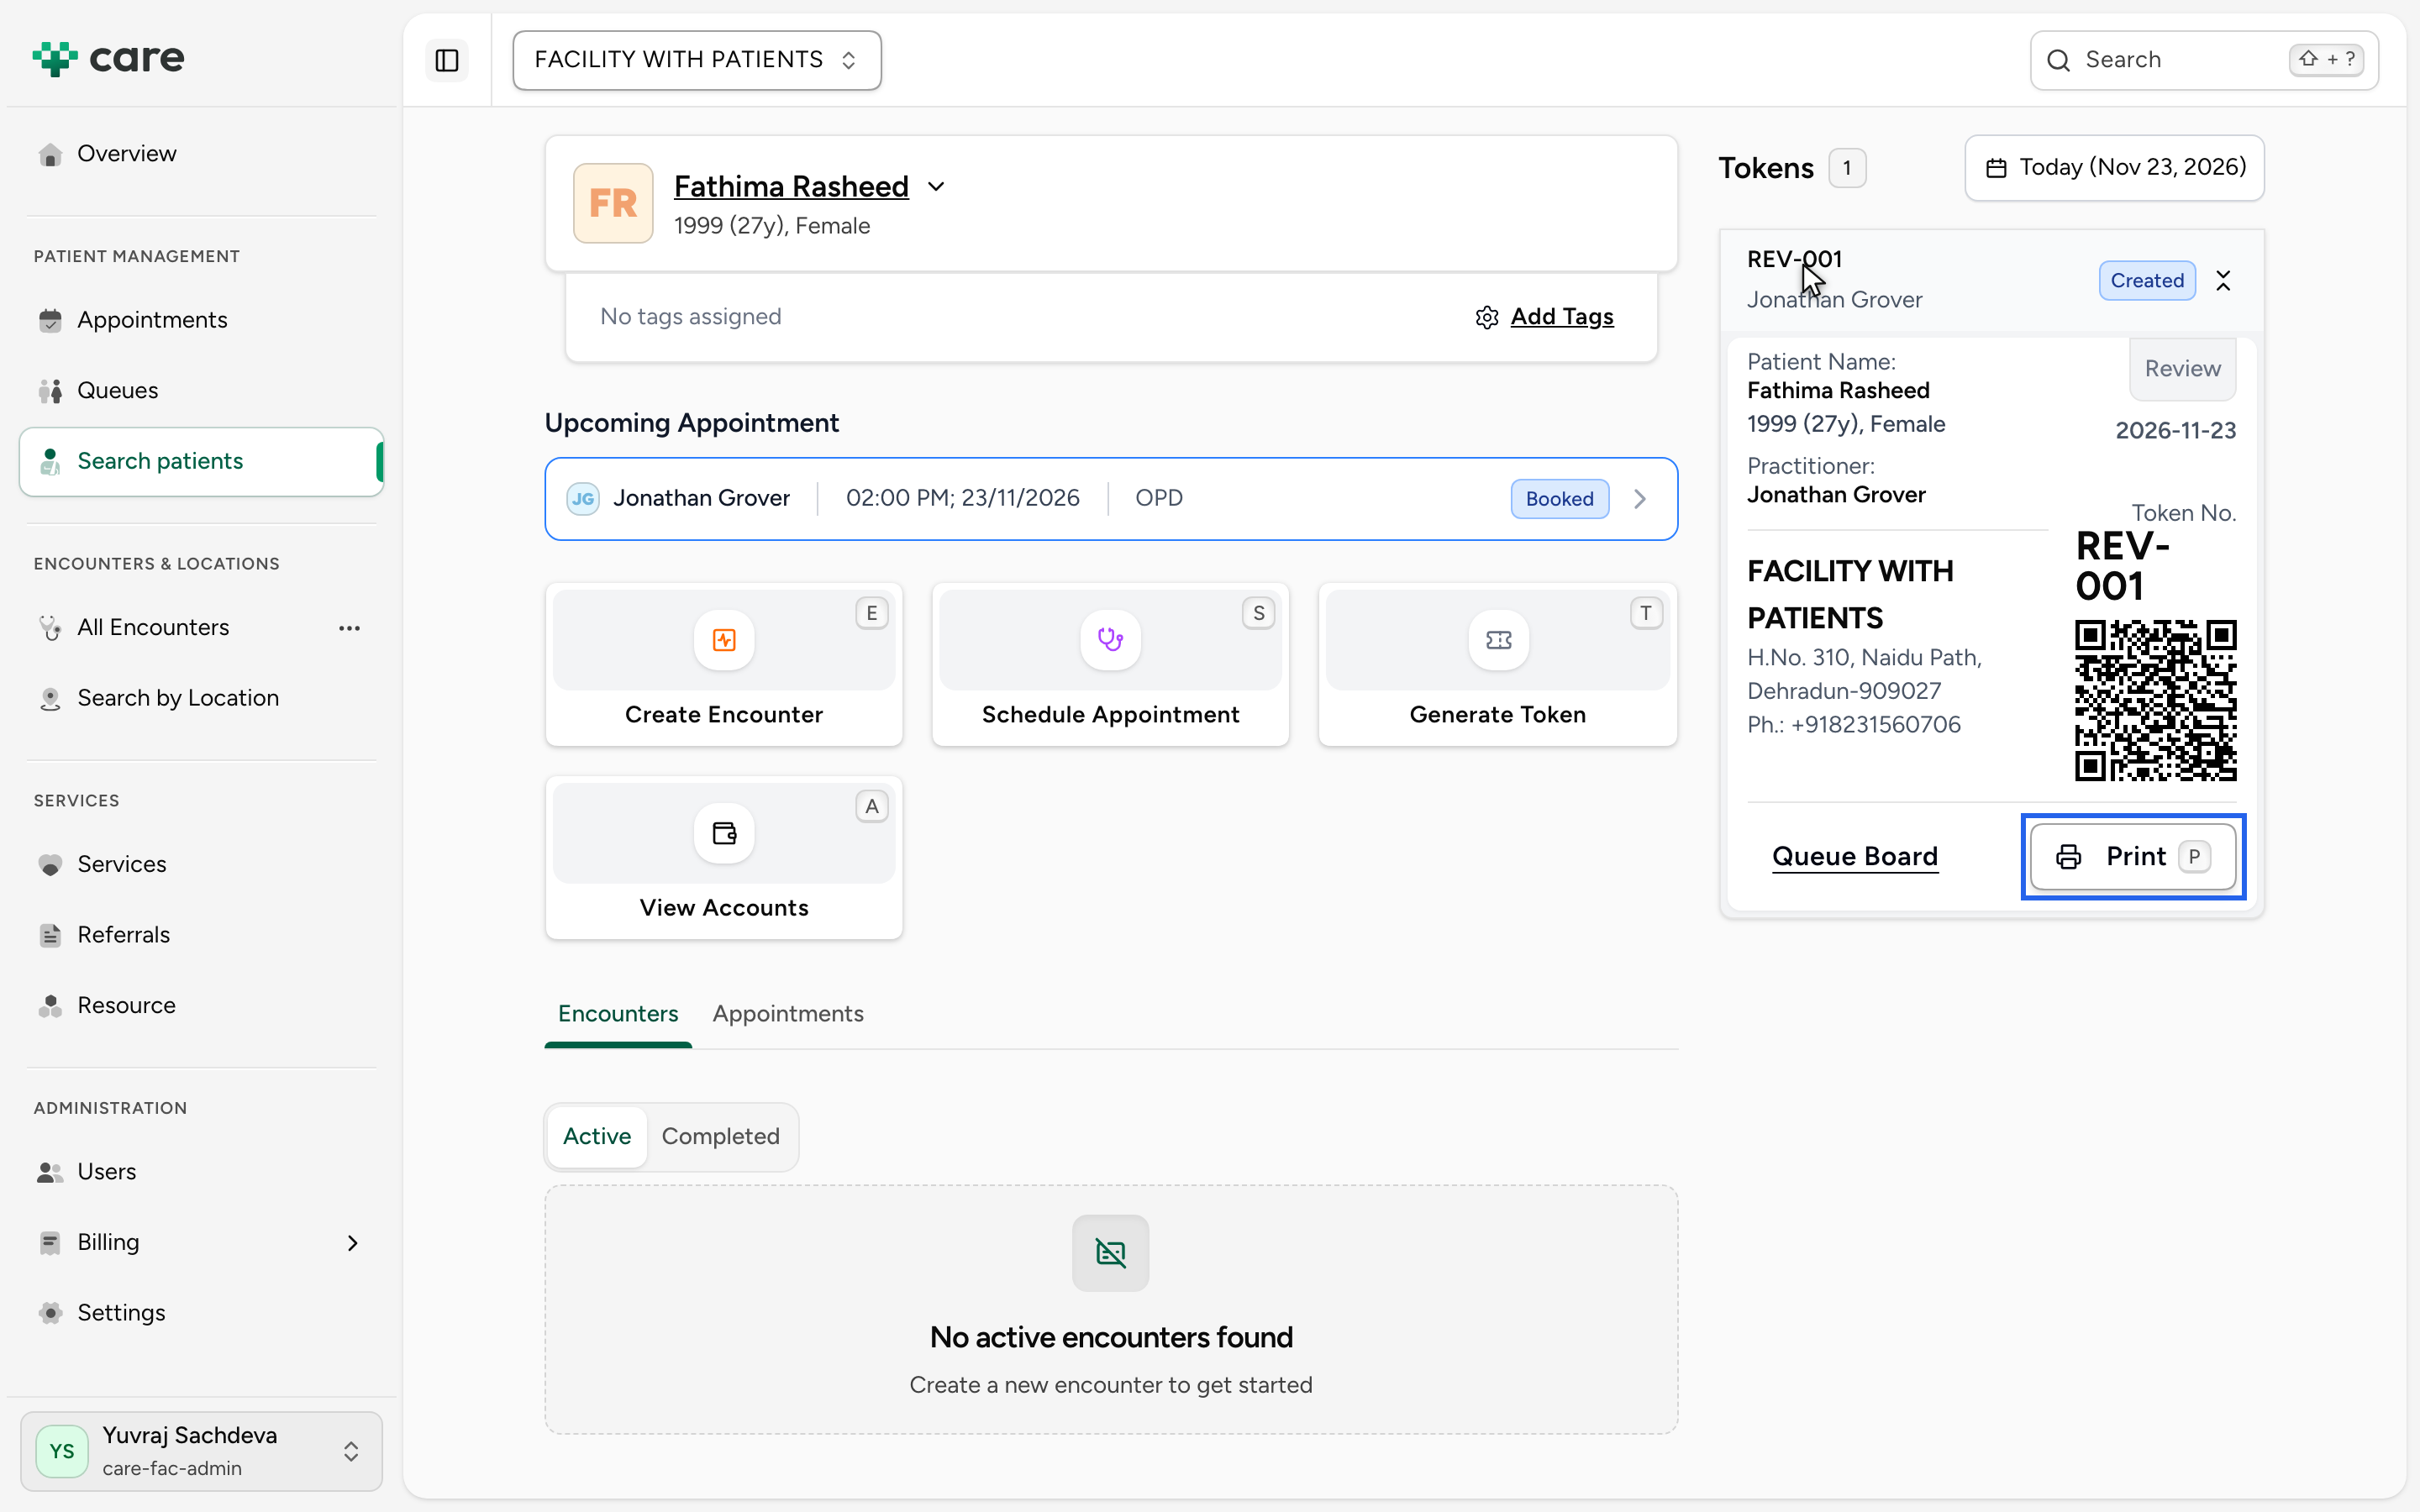 care
FACILITY WITH PATIENTS
Search
+ ?
Overview
PATIENT MANAGEMENT
Appointments
Queues
Search patients
ENCOUNTERS & LOCATIONS
All Encounters
Search by Location
SERVICES
Services
Referrals
Resource
ADMINISTRATION
Users
Billing
Settings
YS
Yuvraj Sachdeva
care-fac-admin
FR
Fathima Rasheed
1999 (27y), Female
No tags assigned
Add Tags
Upcoming Appointment
JG Jonathan Grover 02:00 PM; 23/11/2026 OPD Booked
E
Create Encounter
S
Schedule Appointment
T
Generate Token
A
View Accounts
Encounters Appointments
Active Completed
No active encounters found
Create a new encounter to get started
Tokens 1
Today (Nov 23, 2026)
REV-001
Jonathan Grover
Created
Patient Name:
Fathima Rasheed
1999 (27y), Female
Practitioner:
Jonathan Grover
Review
2026-11-23
Token No.
REV-
001
FACILITY WITH
PATIENTS
H.No. 310, Naidu Path,
Dehradun-909027
Ph.: +918231560706
Queue Board
Print P